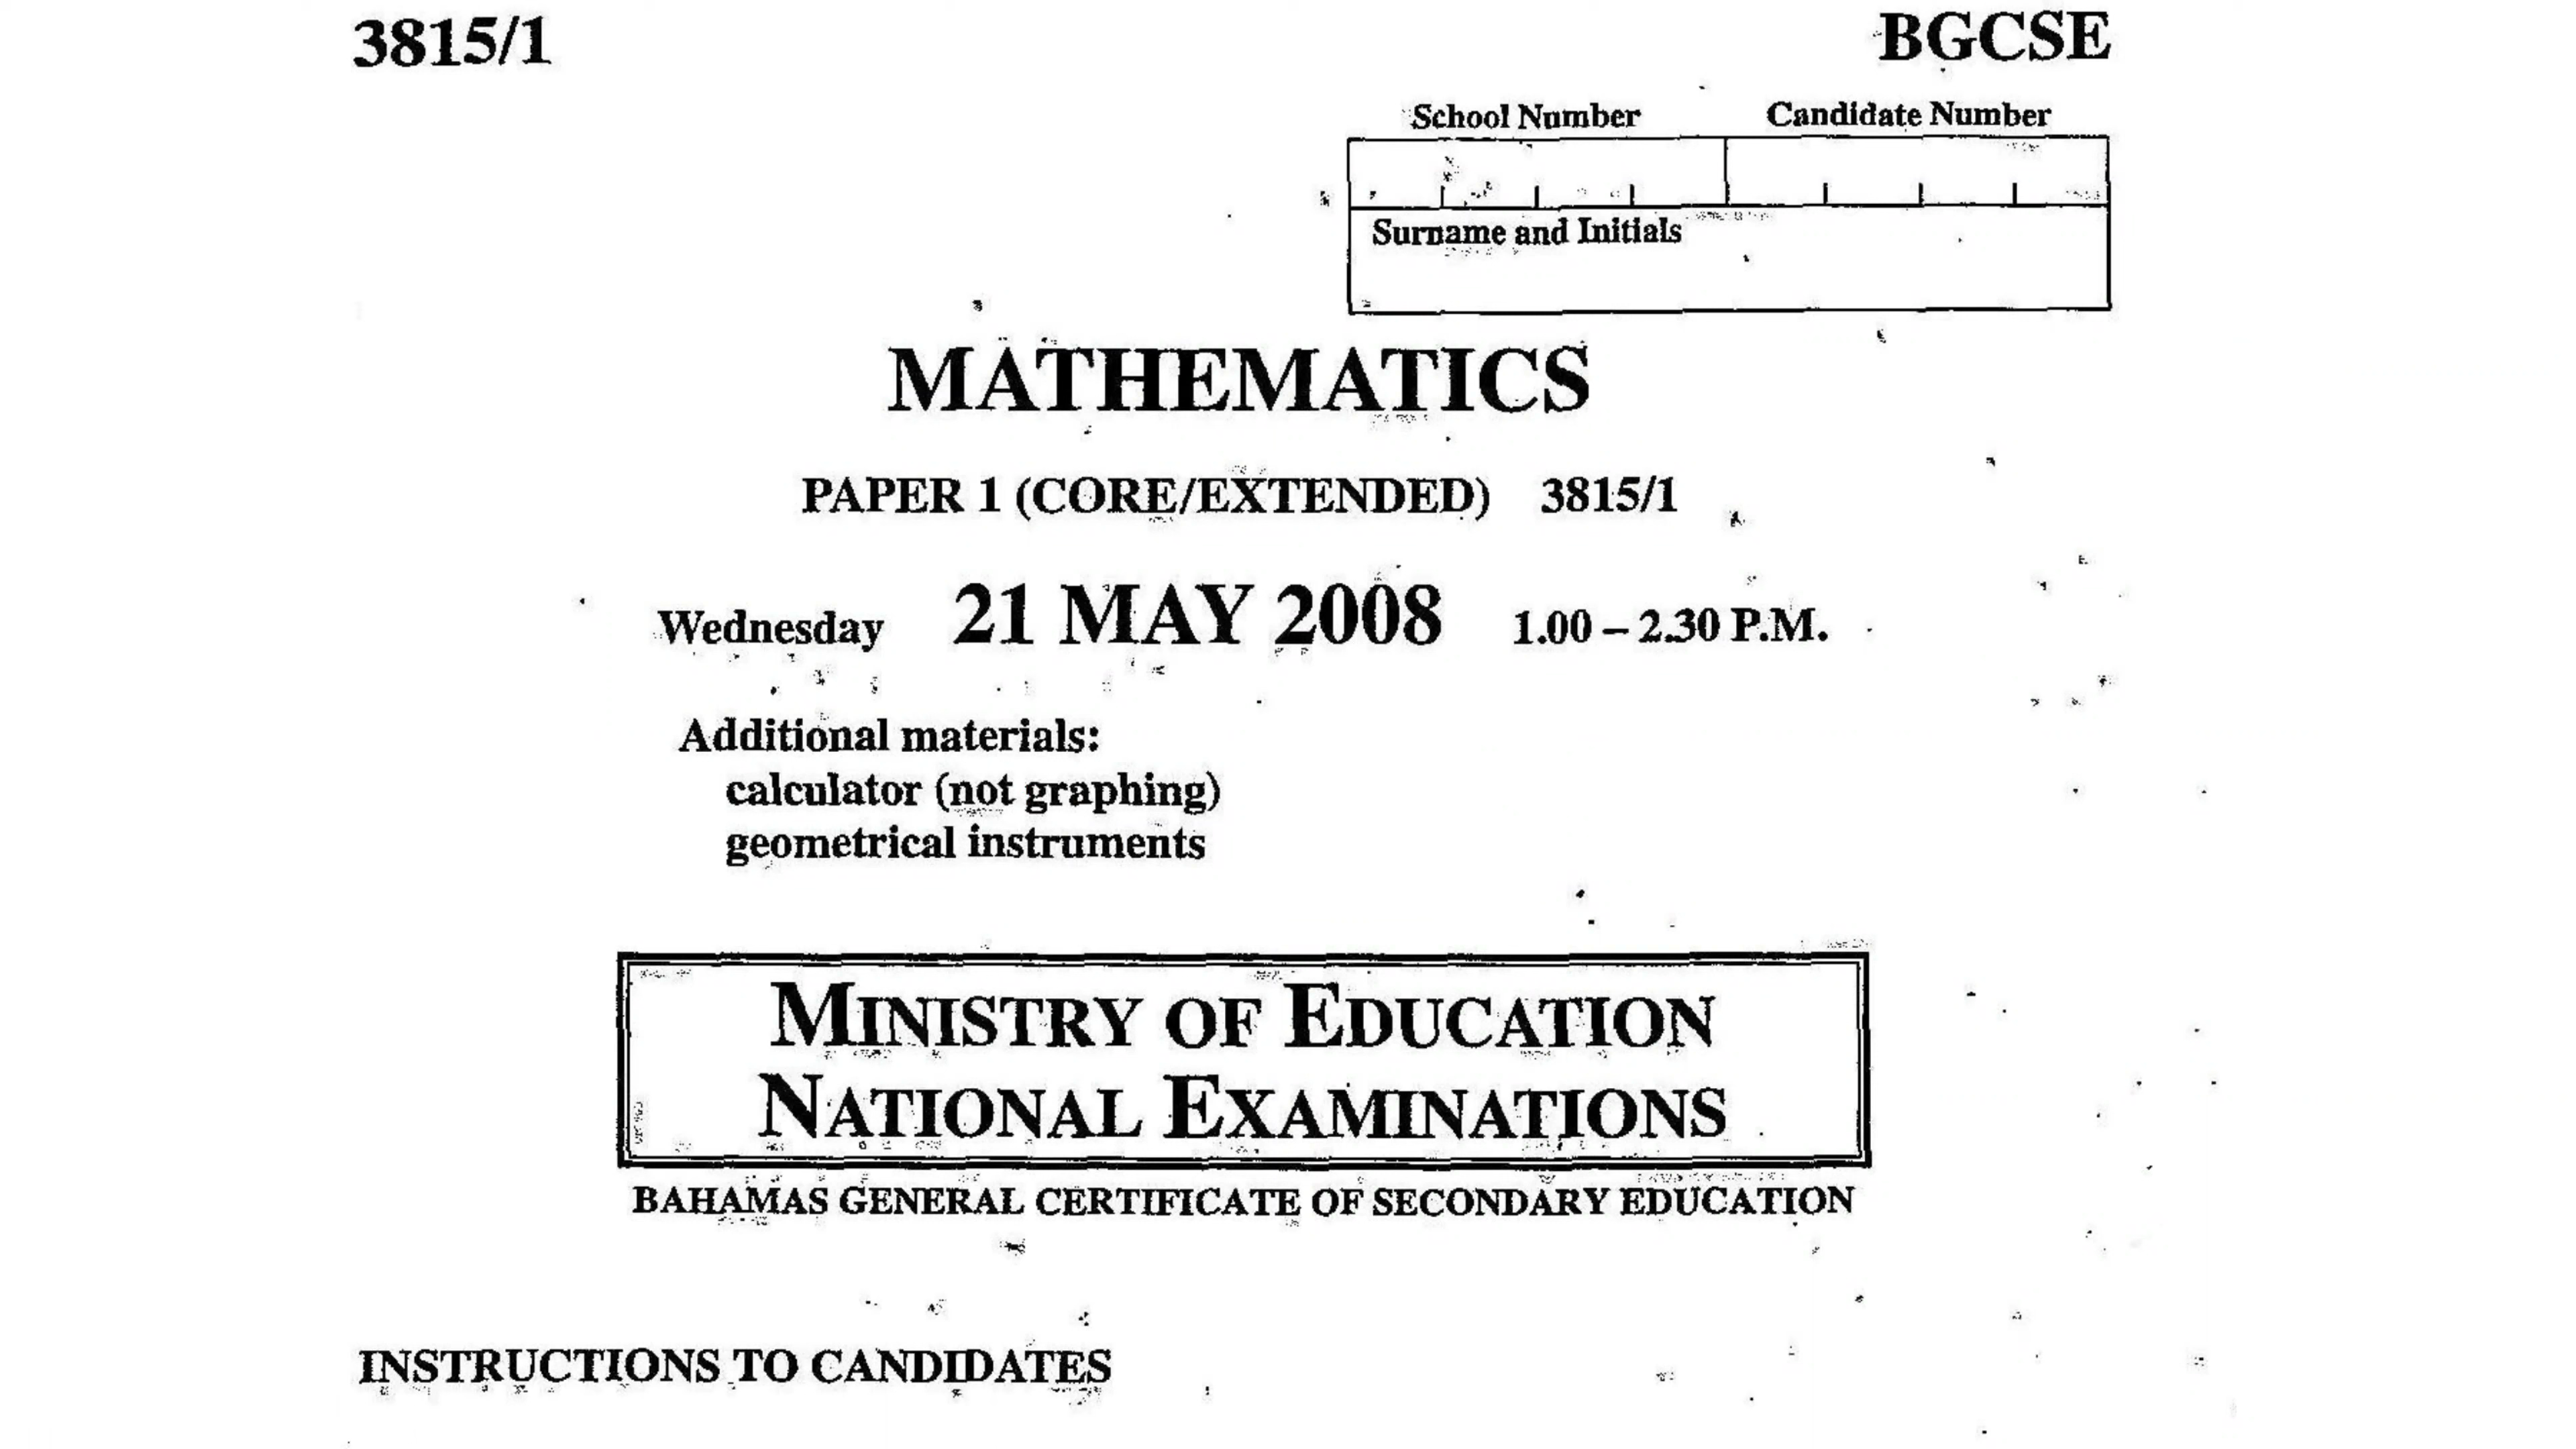 3815/1 BGCSE
School Number Candidate Number
Surname and Initials
MATHEMATICS
PAPER 1 (CORE/EXTENDED) 3815/1
Wednesday 21 MAY 2008 1.00 – 2.30 P.M.
Additional materials:
calculator (not graphing)
geometrical instruments
MINISTRY OF EDUCATION
NATIONAL EXAMINATIONS
BAHAMAS GENERAL CERTIFICATE OF SECONDARY EDUCATION
INSTRUCTIONS TO CANDIDATES